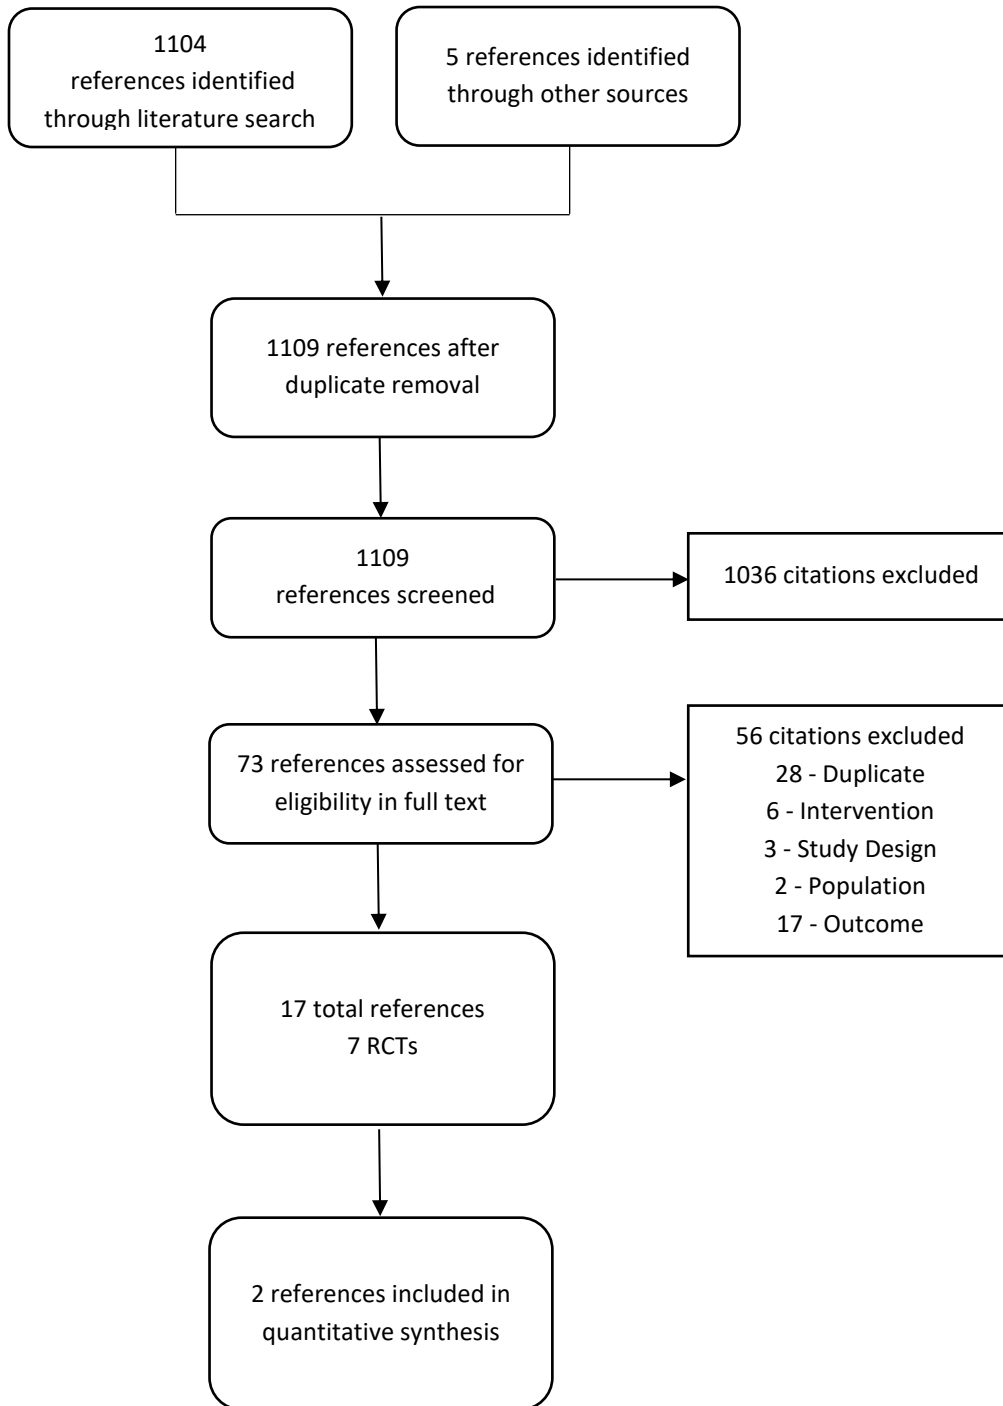 1104
references identified
through literature search
5 references identified
through other sources
1109 references after
duplicate removal
1109
references screened
1036 citations excluded
73 references assessed for
eligibility in full text
56 citations excluded
28 - Duplicate
6 - Intervention
3 - Study Design
2 - Population
17 - Outcome
17 total references
7 RCTs
2 references included in
quantitative synthesis